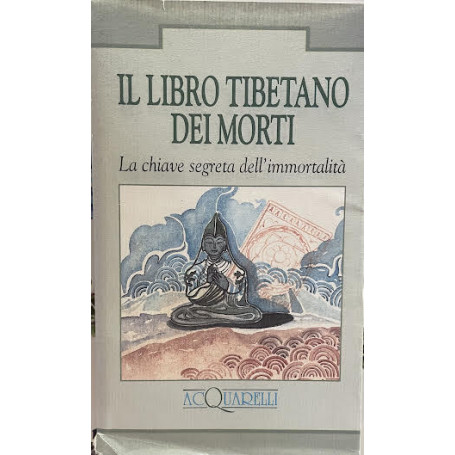 IL LIBRO TIBETANO
DEI MORTI
La chiave segreta dell'immortalità
ACQUARELLI